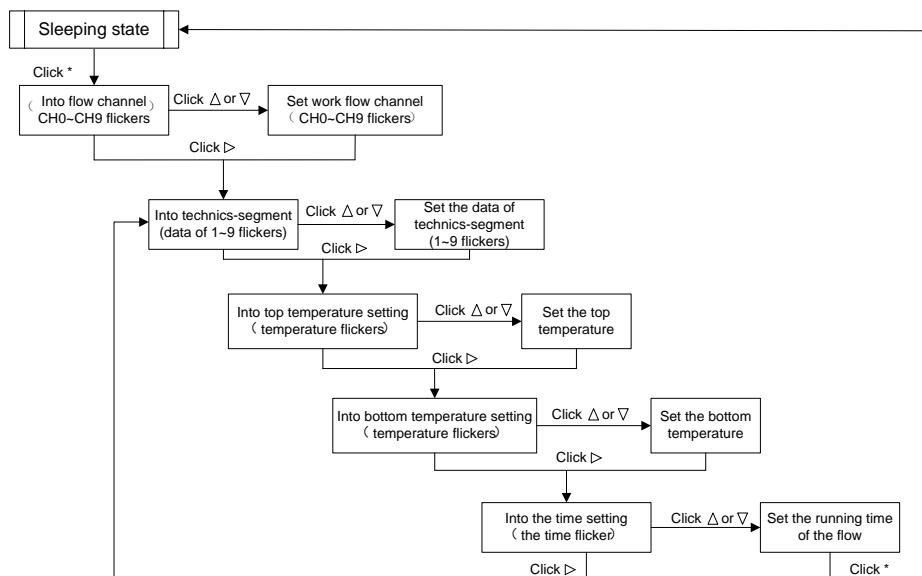 Sleeping state
Click *
( Into flow channel )
CH0~CH9 flickers
Click △ or ▽
Set work flow channel
( CH0~CH9 flickers)
Click ▷
Into technics-segment
(data of 1~9 flickers)
Click △ or ▽
Set the data of
technics-segment
(1~9 flickers)
Click ▷
Into top temperature setting
( temperature flickers)
Click △ or ▽
Set the top
temperature
Click ▷
Into bottom temperature setting
( temperature flickers)
Click △ or ▽
Set the bottom
temperature
Click ▷
Into the time setting
( the time flicker)
Click △ or ▽
Set the running time
of the flow
Click ▷
Click *